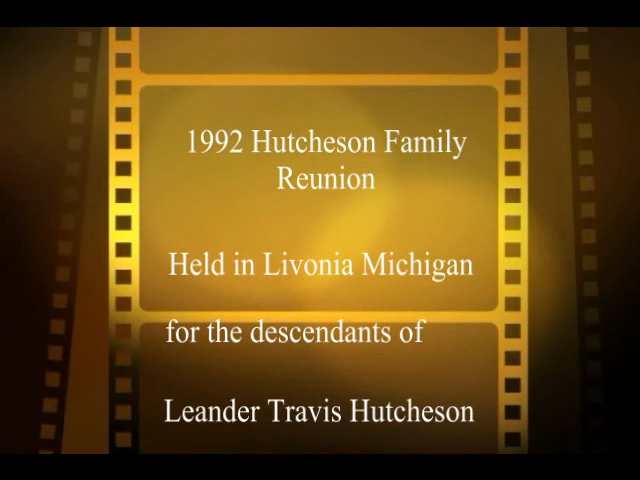 1992 Hutcheson Family
Reunion
Held in Livonia Michigan
for the descendants of
Leander Travis Hutcheson